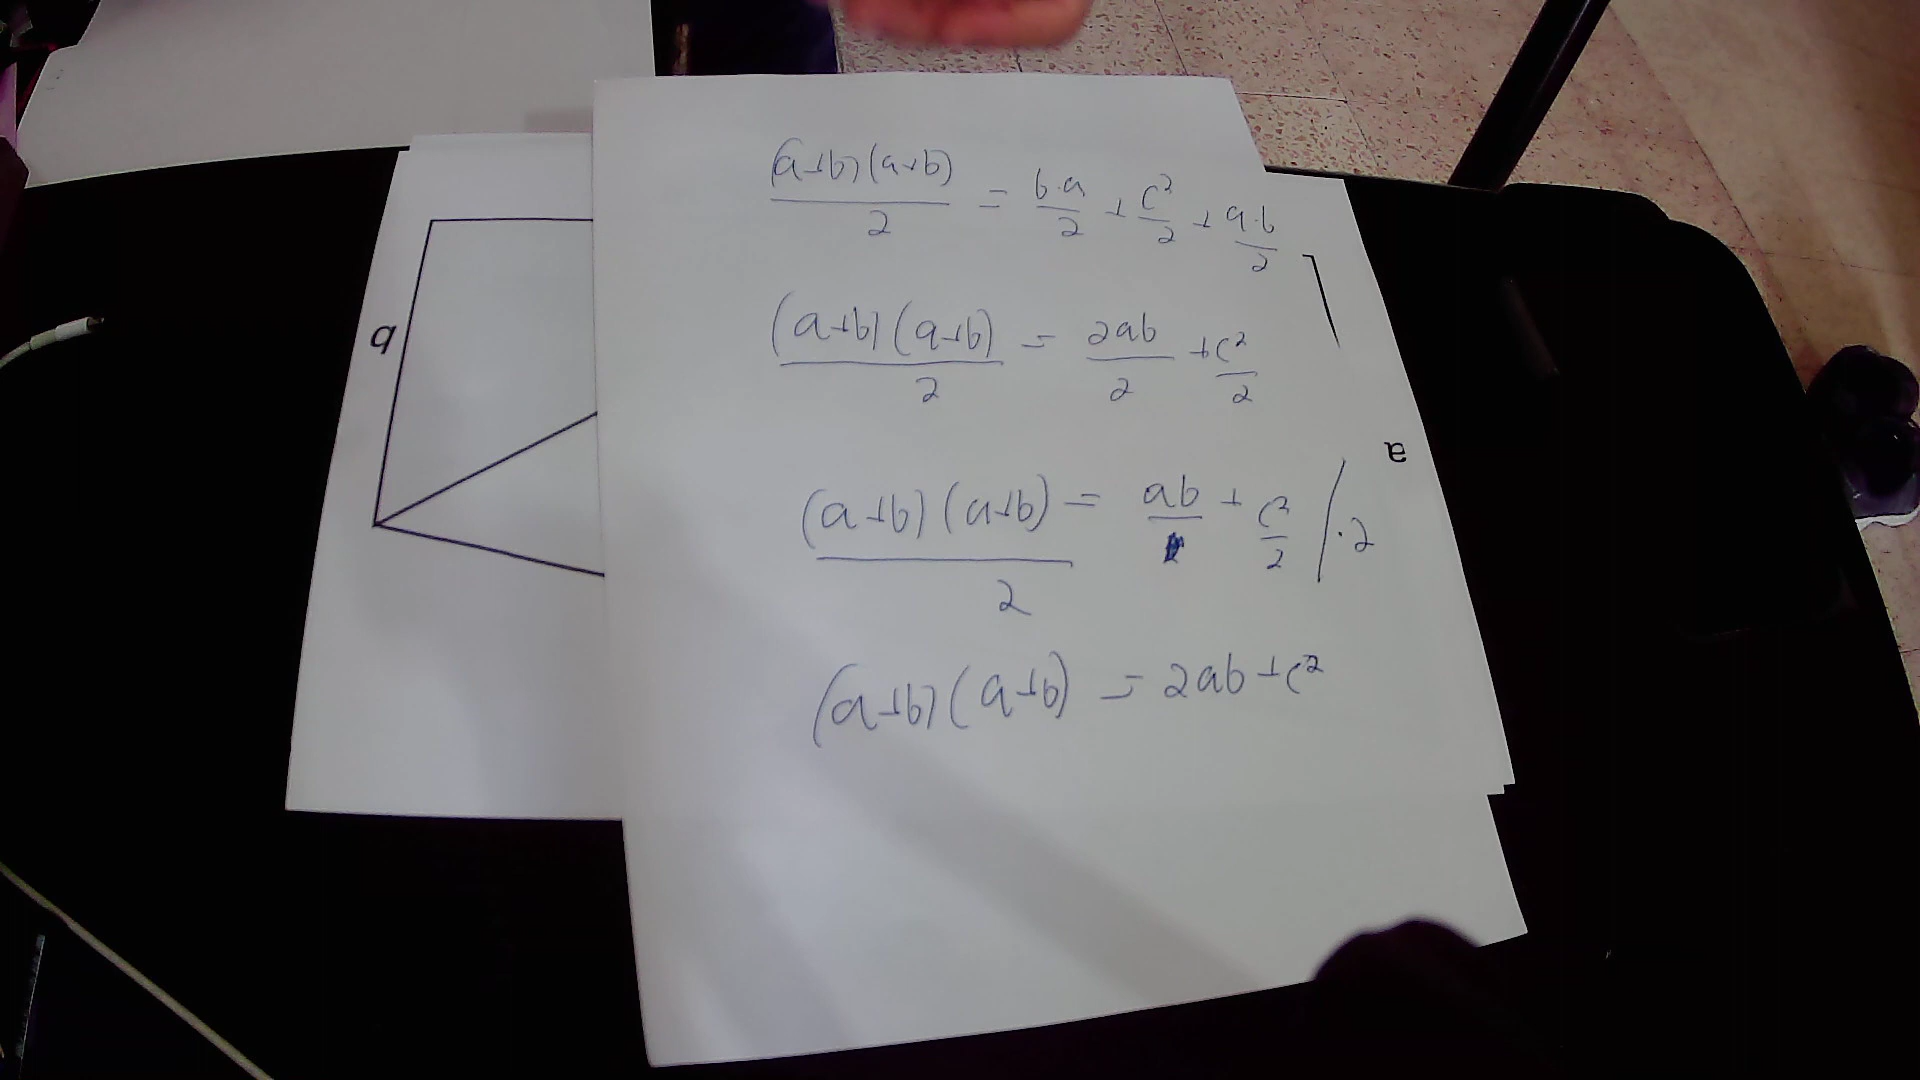 (a+b)(a+b)/2 = b·a/2 + c²/2 + a·b/2
(a+b)(a+b)/2 = 2ab/2 + c²/2
(a+b)(a+b)/2 = ab + c²/2 /·2
(a+b)(a+b) = 2ab + c²
b
a